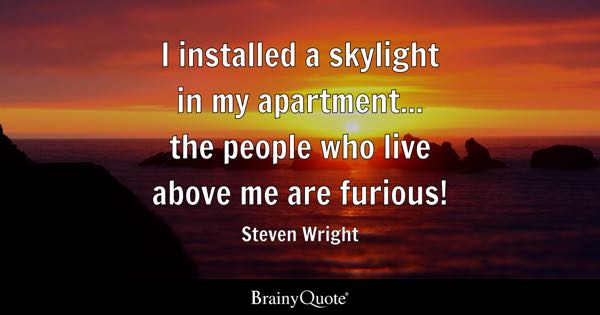 I installed a skylight
in my apartment...
the people who live
above me are furious!
Steven Wright
BrainyQuote®